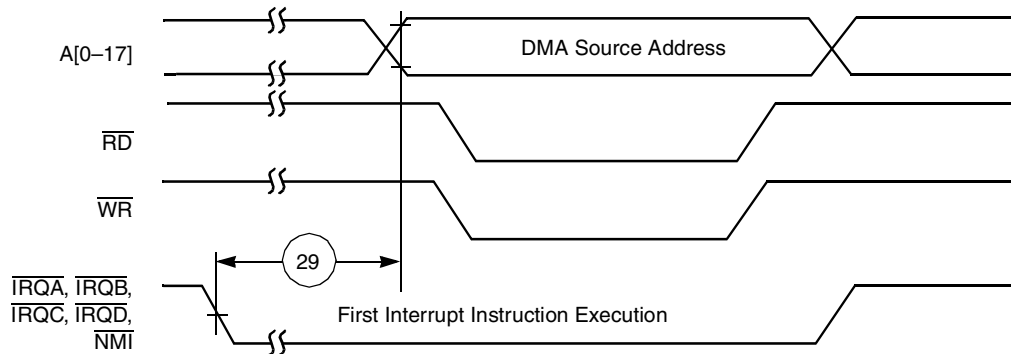 A[0–17]
DMA Source Address
RD
WR
29
IRQA, IRQB,
IRQC, IRQD,
NMI
First Interrupt Instruction Execution